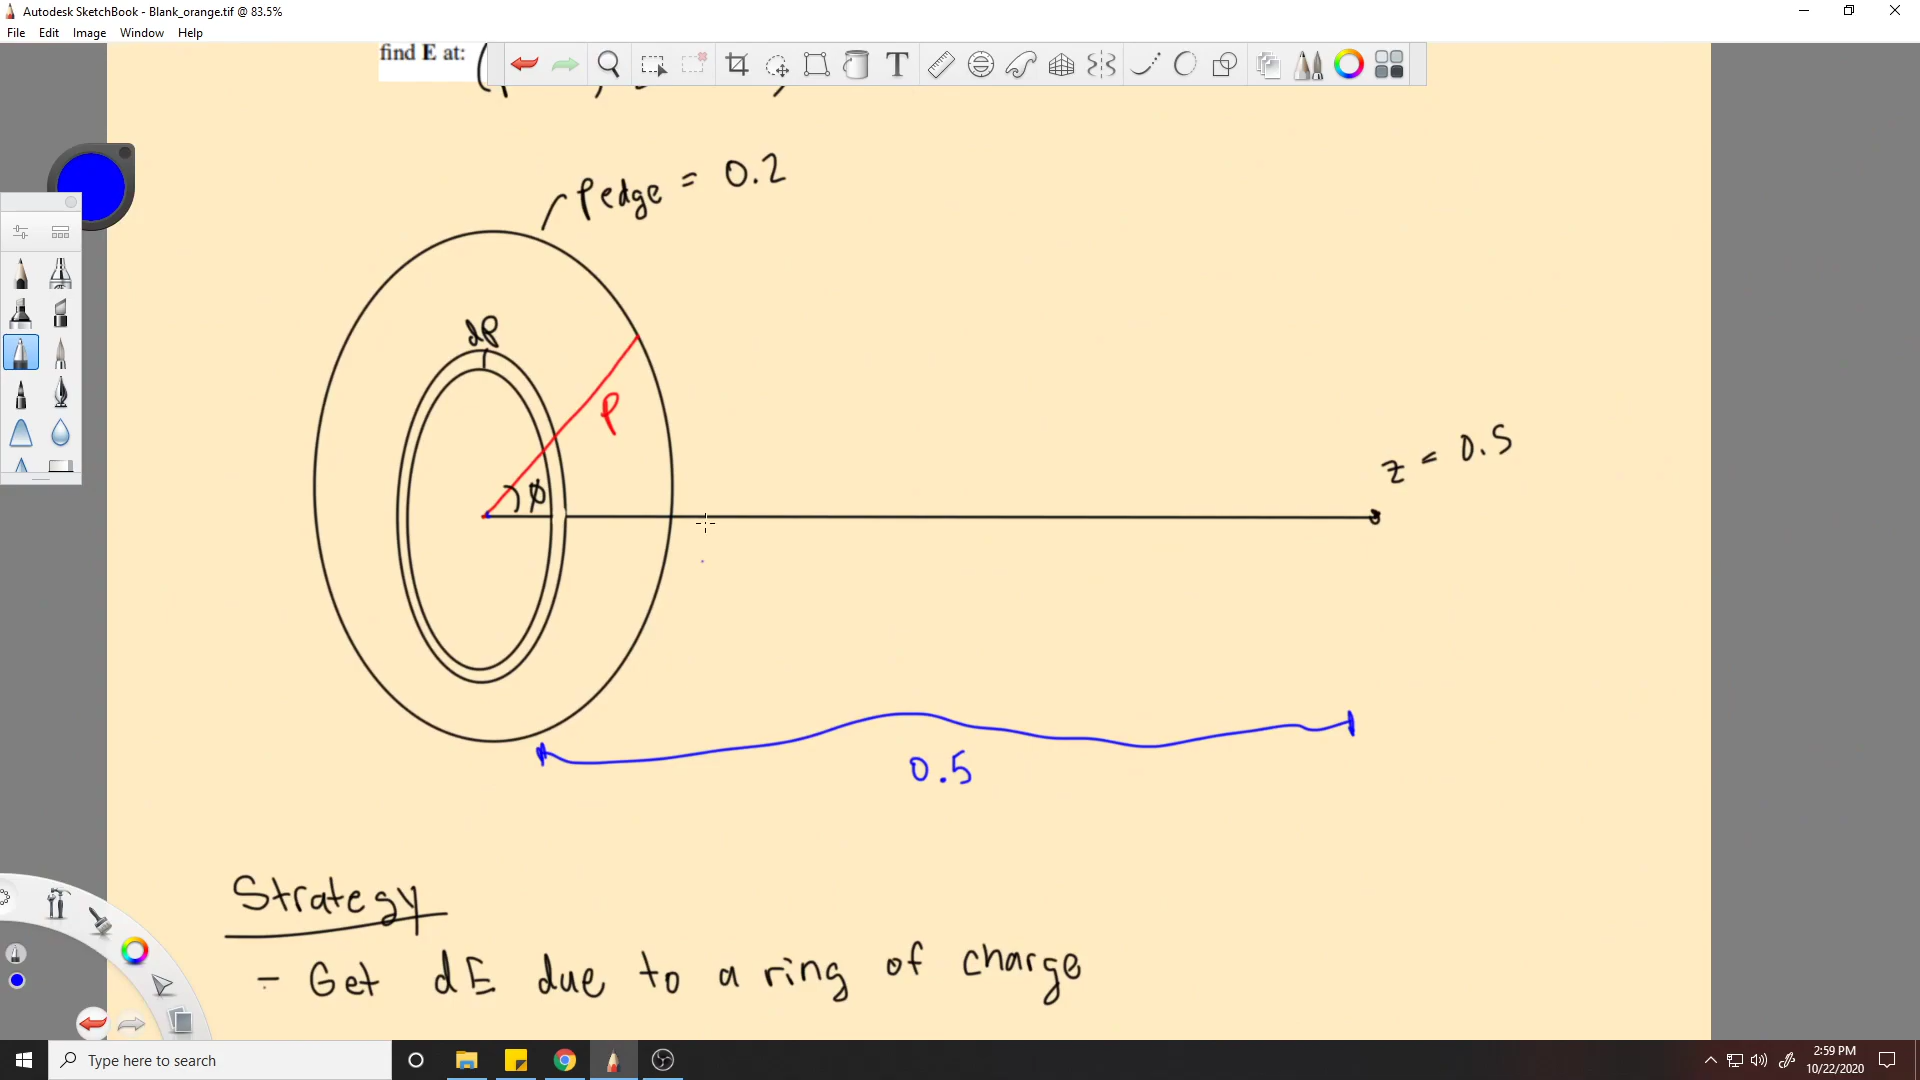 Autodesk SketchBook - Blank_orange.tif @ 83.5%
File Edit Image Window Help
find E at: (
T
ρedge = 0.2
dρ
ρ
ϕ
z = 0.5
0.5
Strategy
- Get dE due to a ring of charge
Type here to search
2:59 PM
10/22/2020